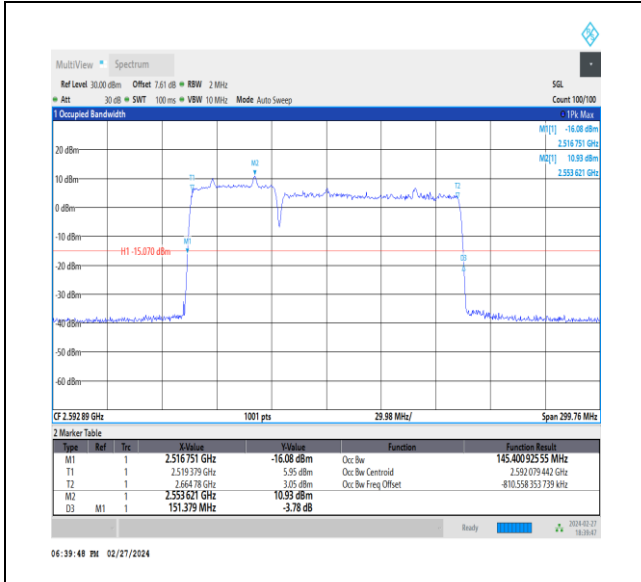 MultiView Spectrum
Ref Level 30.00 dBm Offset 7.61 dB RBW 2 MHz SGL
Att 30 dB SWT 100 ms VBW 10 MHz Mode Auto Sweep Count 100/100
1 Occupied Bandwidth 1Pk Max
M1[1] -16.08 dBm
2.516 751 GHz
M2[1] 10.93 dBm
2.553 621 GHz
20 dBm
M2
10 dBm
T2
0 dBm
-10 dBm
M1
H1 -15.070 dBm
D3
-20 dBm
-30 dBm
-40 dBm
-50 dBm
-60 dBm
CF 2.592 89 GHz 1001 pts 29.98 MHz/ Span 299.76 MHz
2 Marker Table
Type Ref Trc X-Value Y-Value Function Function Result
M1 1 2.516 751 GHz -16.08 dBm Occ Bw 145.400 925 55 MHz
T1 1 2.519 379 GHz 5.95 dBm Occ Bw Centroid 2.592 079 442 GHz
T2 1 2.664 78 GHz 3.05 dBm Occ Bw Freq Offset -810.558 353 739 kHz
M2 1 2.553 621 GHz 10.93 dBm
D3 M1 1 151.379 MHz -3.78 dB
Ready 2024-02-27
18:39:47
06:39:48 PM 02/27/2024